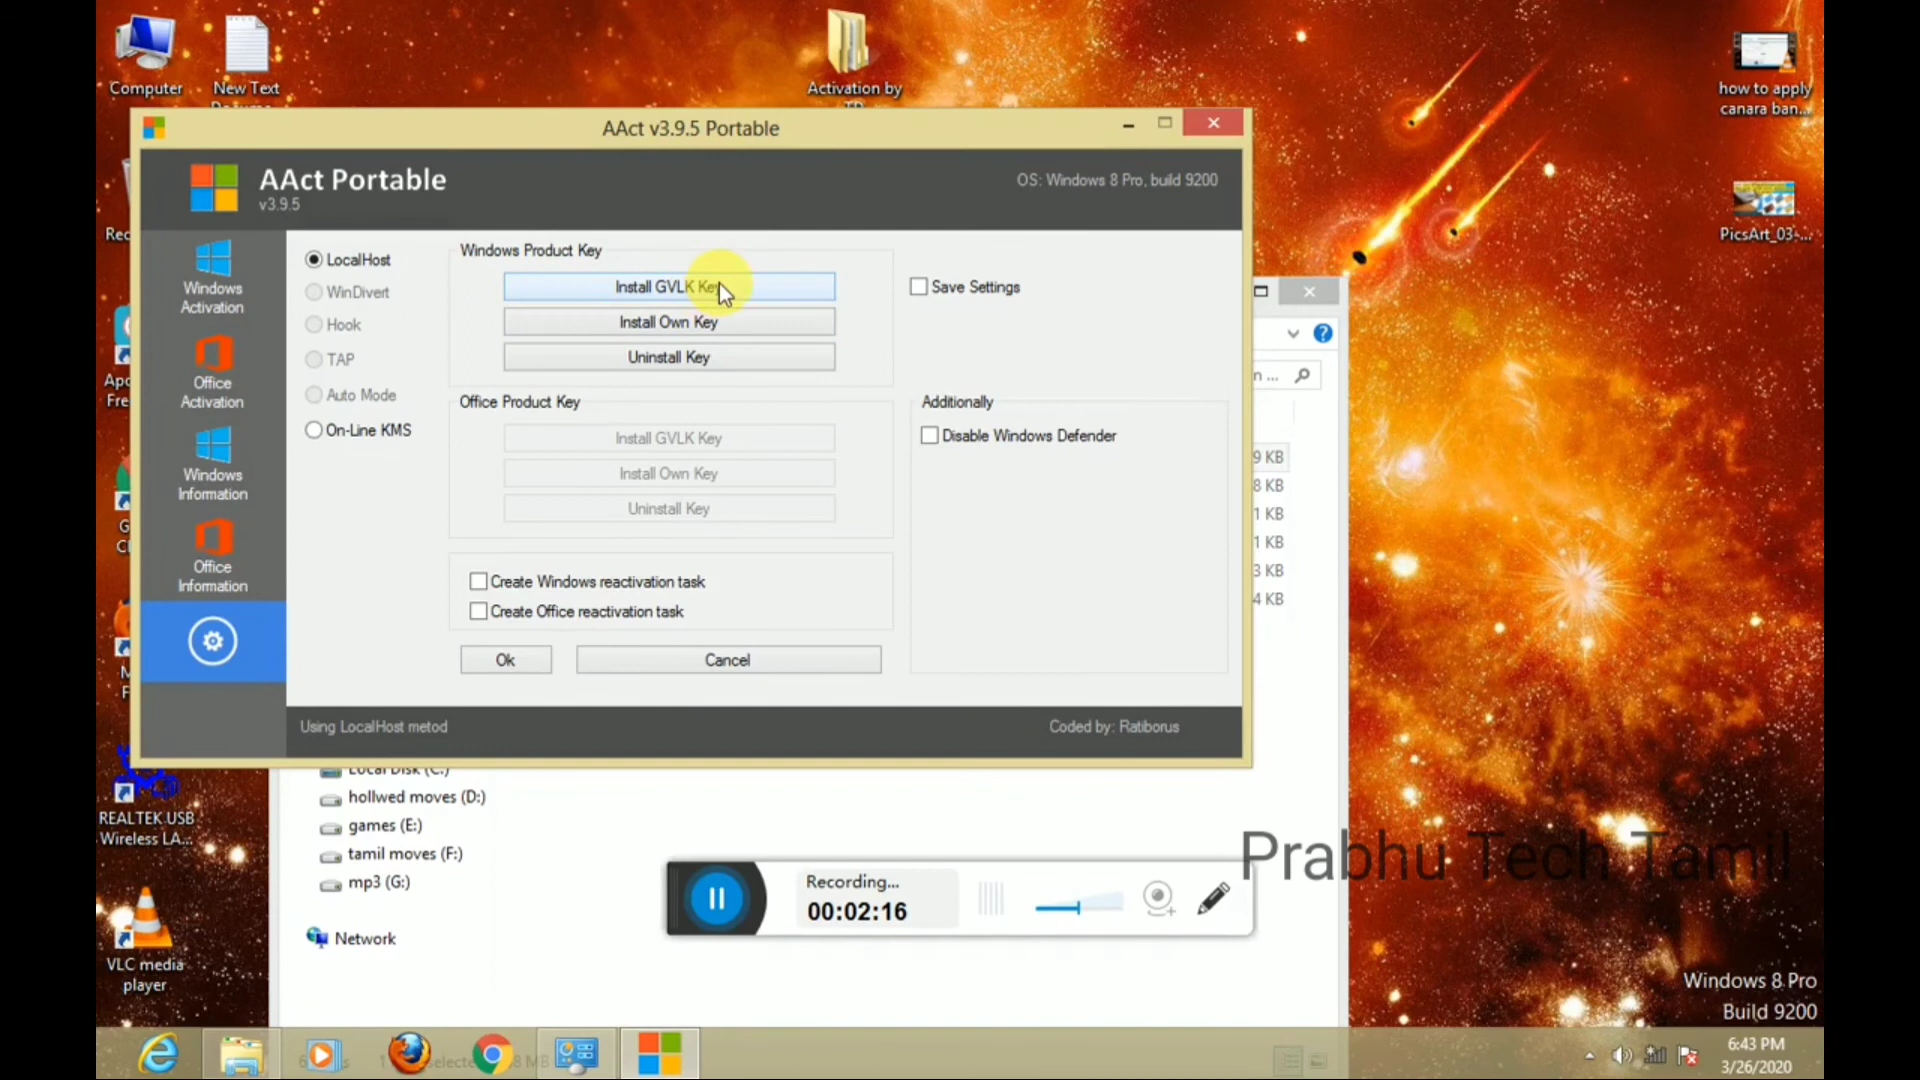 Computer
New Text
Activation by
how to apply
canara ban...
PicsArt_03-...
AAct v3.9.5 Portable
AAct Portable
v3.9.5
OS: Windows 8 Pro, build 9200
Windows
Activation
Office
Activation
Windows
Information
Office
Information
LocalHost
WinDivert
Hook
TAP
Auto Mode
On-Line KMS
Windows Product Key
Install GVLK Key
Install Own Key
Uninstall Key
Save Settings
Office Product Key
Install GVLK Key
Install Own Key
Uninstall Key
Additionally
Disable Windows Defender
Create Windows reactivation task
Create Office reactivation task
Ok
Cancel
Using LocalHost metod
Coded by: Ratiborus
9 KB
8 KB
1 KB
1 KB
3 KB
4 KB
Local Disk (C:)
hollwed moves (D:)
games (E:)
tamil moves (F:)
mp3 (G:)
Network
REALTEK USB
Wireless LA...
VLC media
player
Recording...
00:02:16
Prabhu Tech Tamil
Windows 8 Pro
Build 9200
6:43 PM
3/26/2020